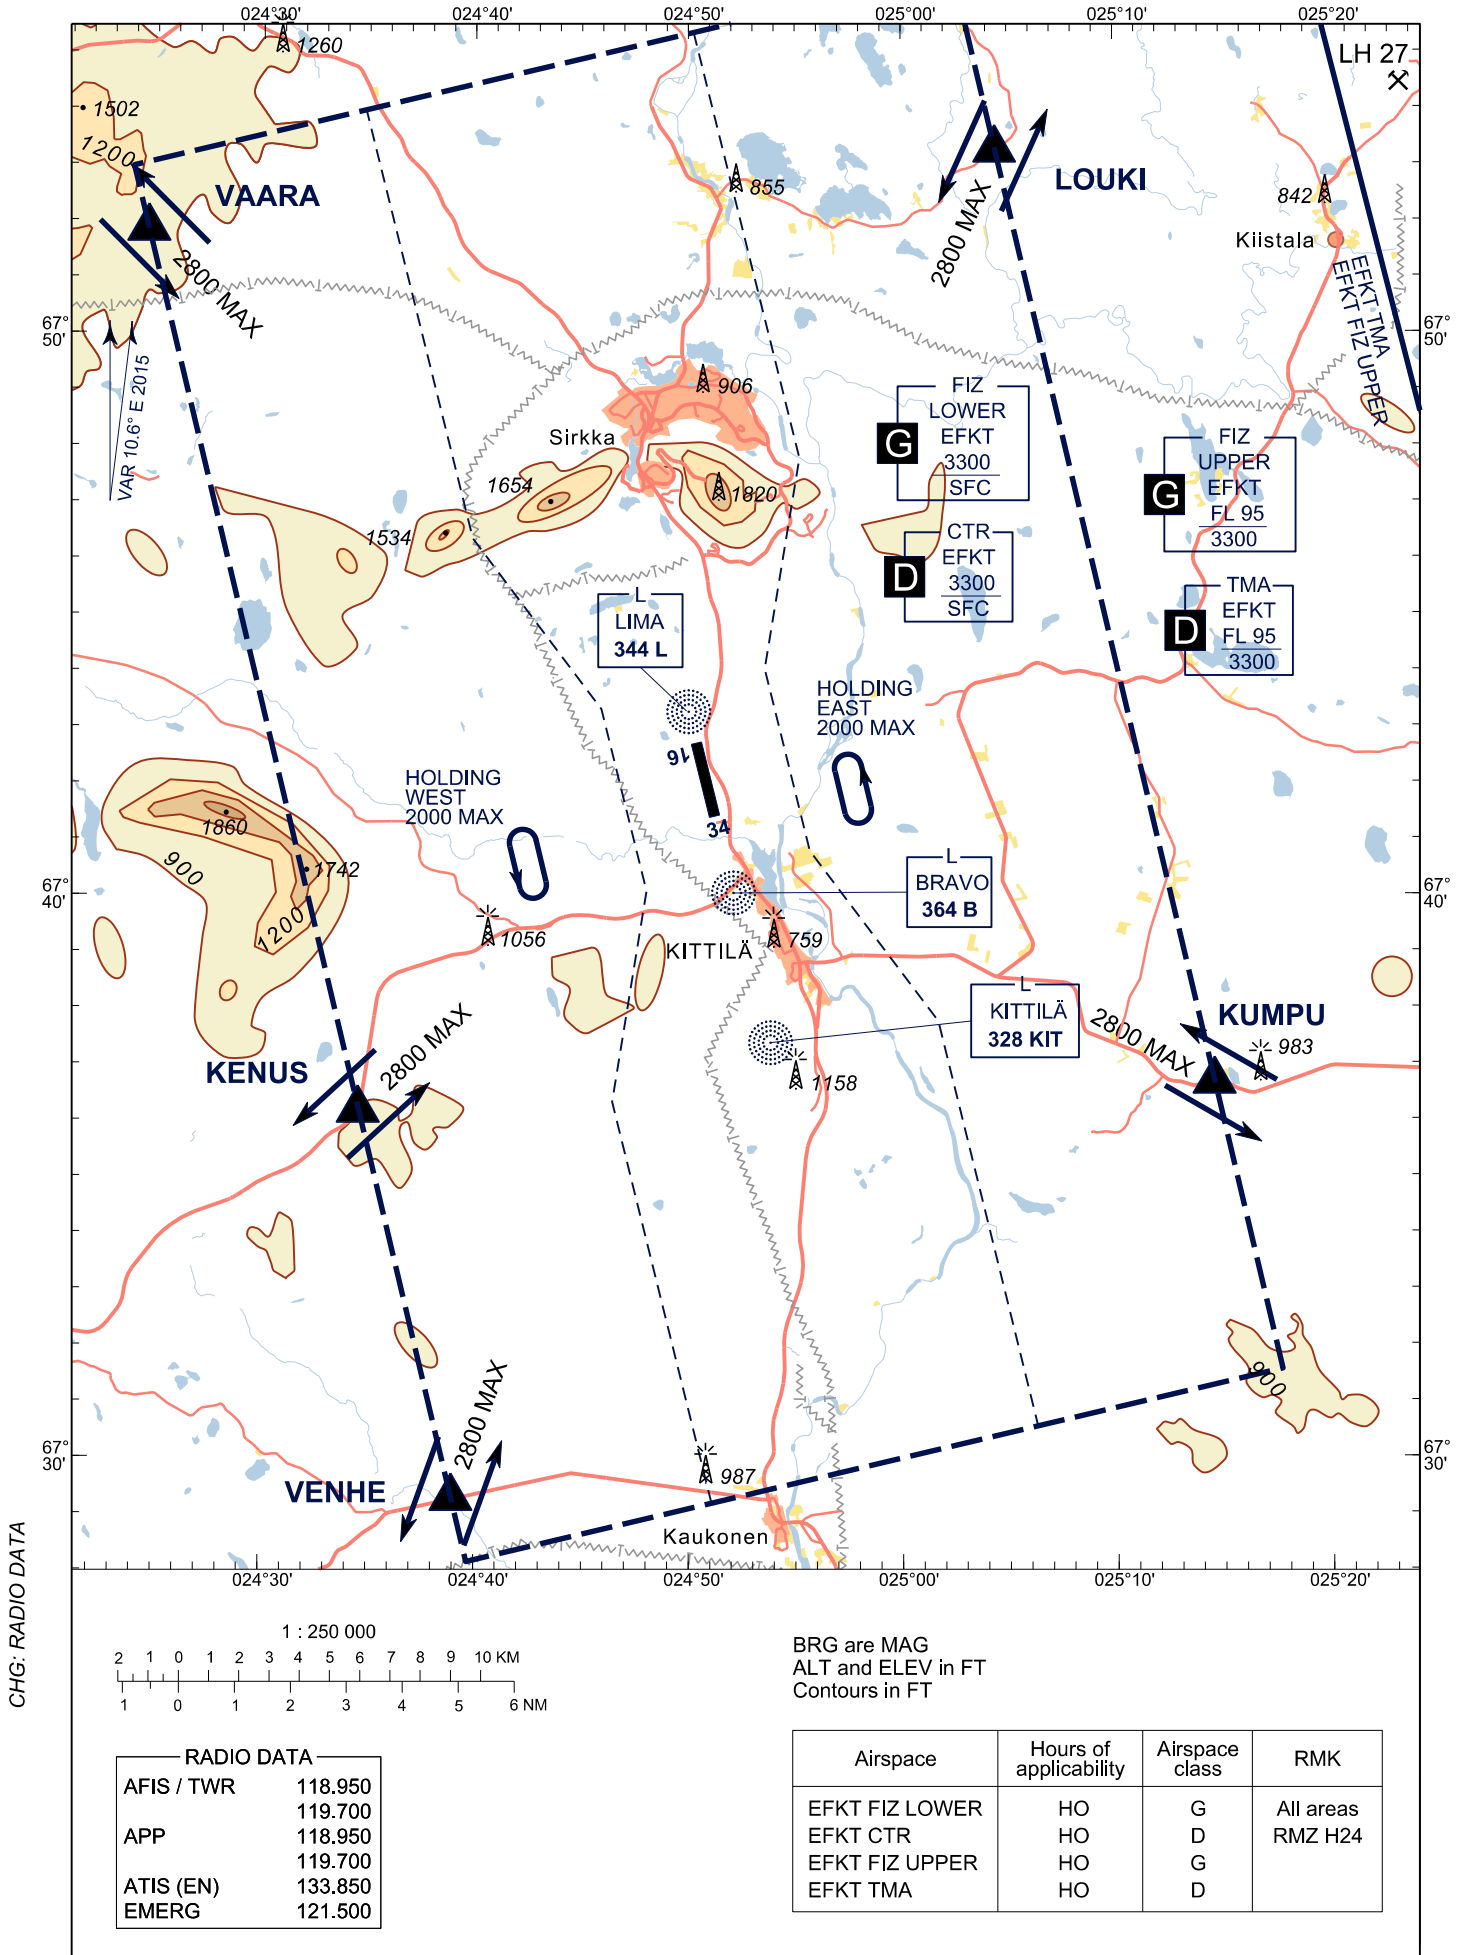 024°30'
024°40'
024°50'
025°00'
025°10'
025°20'
1260
LH 27
1502
1200
VAARA
2800 MAX
855
LOUKI
2800 MAX
842
Kiistala
EFKT TMA
EFKT FIZ UPPER
67°
50'
67°
50'
VAR 10.6° E 2015
906
Sirkka
FIZ
LOWER
EFKT
3300
SFC
G
FIZ
UPPER
EFKT
FL 95
3300
G
1654
1820
1534
CTR
EFKT
3300
SFC
D
TMA
EFKT
FL 95
3300
D
L
LIMA
344 L
HOLDING
EAST
2000 MAX
16
34
HOLDING
WEST
2000 MAX
1860
1742
900
1200
67°
40'
67°
40'
L
BRAVO
364 B
1056
759
KITTILÄ
L
KITTILÄ
328 KIT
2800 MAX
KUMPU
983
KENUS
2800 MAX
1158
900
2800 MAX
VENHE
987
67°
30'
67°
30'
Kaukonen
024°30'
024°40'
024°50'
025°00'
025°10'
025°20'
CHG: RADIO DATA
1 : 250 000
2 1 0 1 2 3 4 5 6 7 8 9 10 KM
1 0 1 2 3 4 5 6 NM
BRG are MAG
ALT and ELEV in FT
Contours in FT
RADIO DATA
AFIS / TWR 118.950
119.700
APP 118.950
119.700
ATIS (EN) 133.850
EMERG 121.500
Airspace Hours of applicability Airspace class RMK
EFKT FIZ LOWER HO G All areas
EFKT CTR HO D RMZ H24
EFKT FIZ UPPER HO G
EFKT TMA HO D